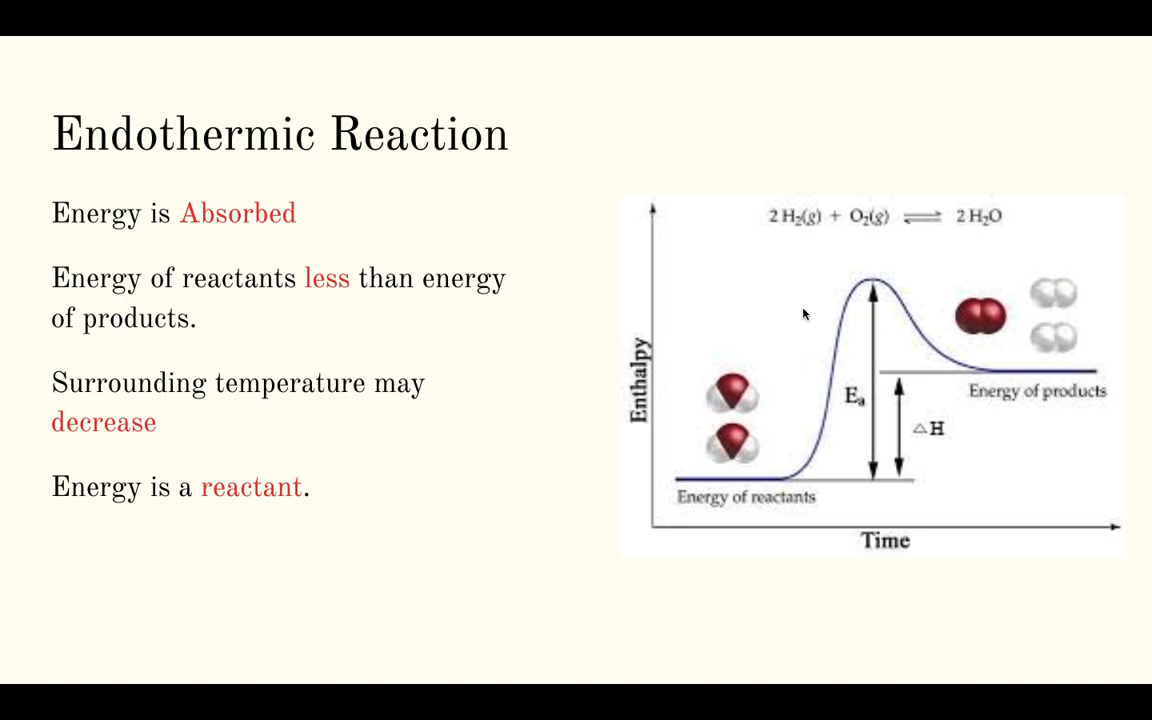 Endothermic Reaction
Energy is Absorbed
Energy of reactants less than energy
of products.
Surrounding temperature may
decrease
Energy is a reactant.
2 H₂(g) + O₂(g) ⇌ 2 H₂O
Enthalpy
Eₐ
Energy of products
△H
Energy of reactants
Time